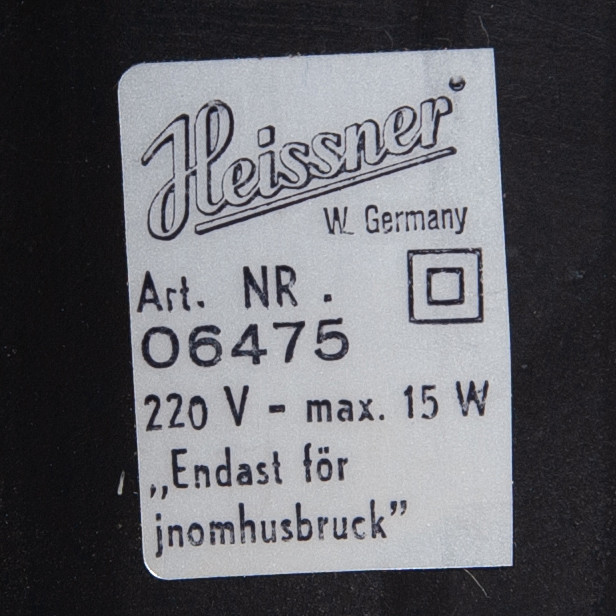 Heissner
W. Germany
Art. NR.
06475
220 V - max. 15 W
„Endast för
jnomhusbruck”